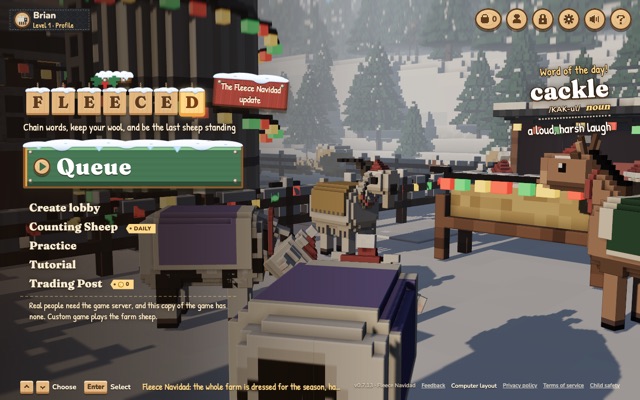 Brian
Level 1 · Profile
0
?
FLEECED
"The Fleece Navidad" update
Chain words, keep your wool, and be the last sheep standing
Queue
Create lobby
Counting Sheep
DAILY
Practice
Tutorial
Trading Post
0
Real people need the game server, and this copy of the game has
none. Custom game plays the farm sheep.
Word of the day!
cackle
/KAK-ul/ noun
a loud, harsh laugh
Choose
Enter
Select
Fleece Navidad: the whole farm is dressed for the season, ho...
Fleece Navidad
Feedback
Computer layout
Privacy policy
Terms of service
Child safety